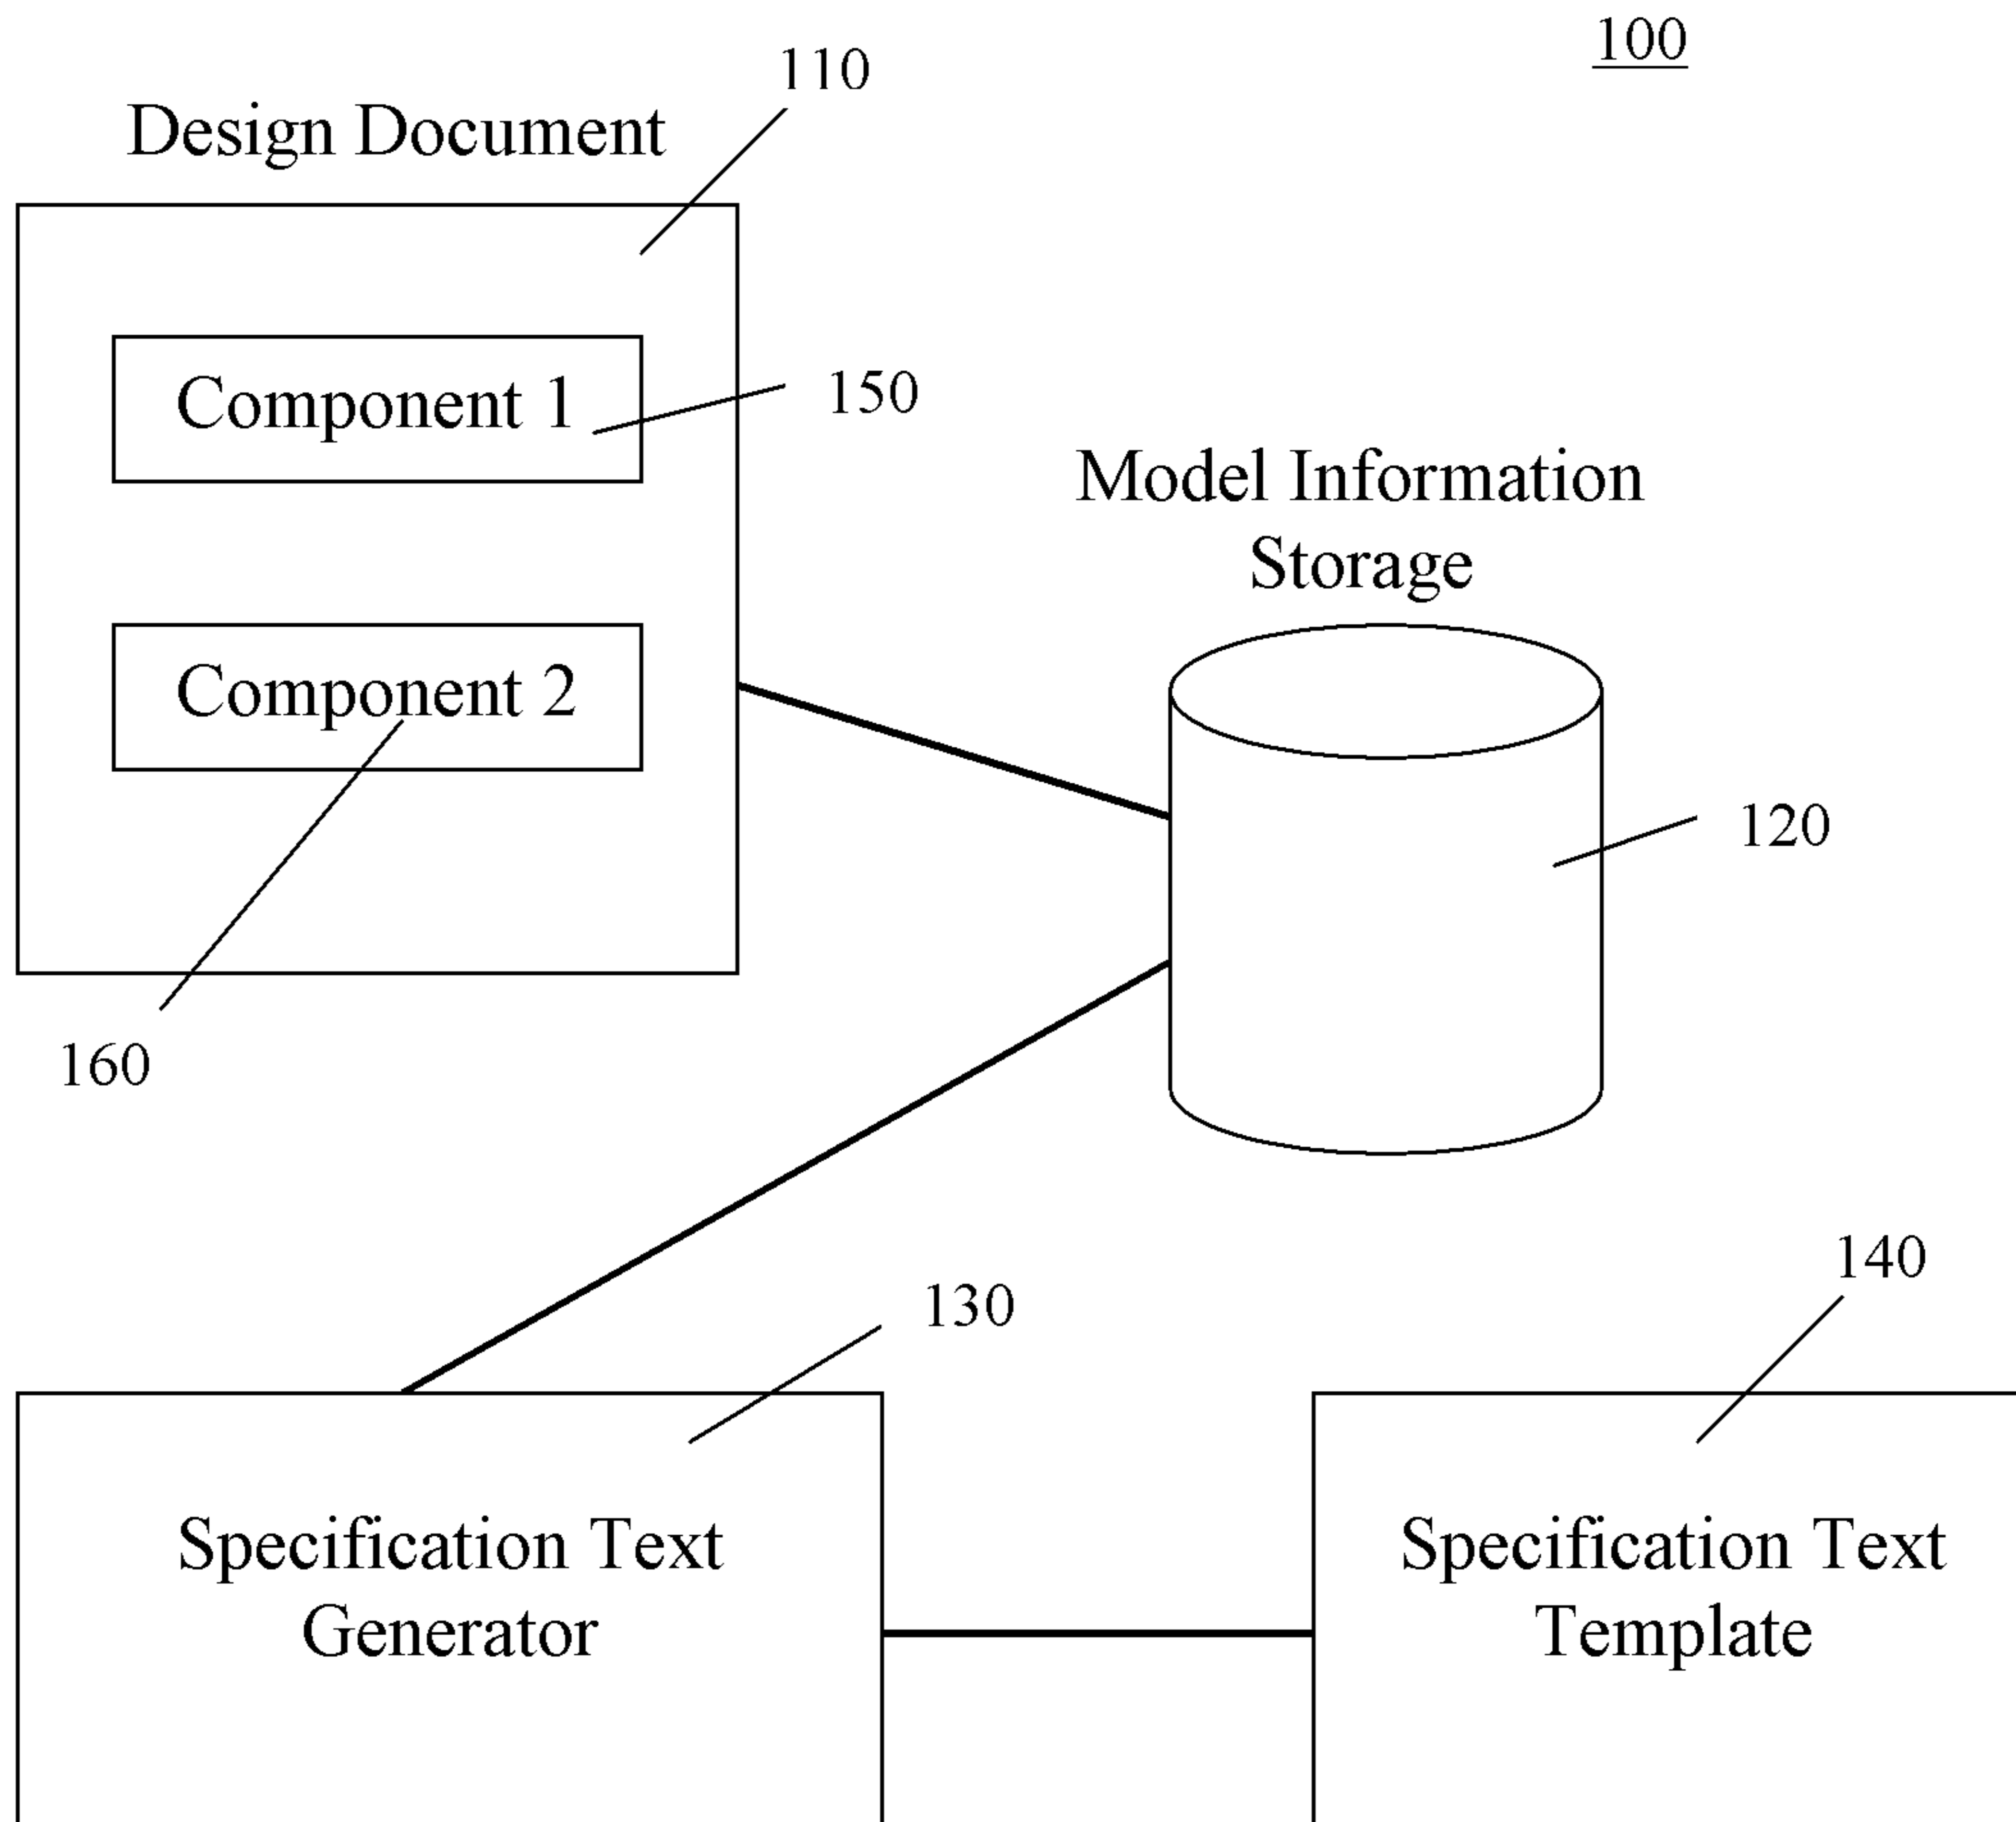 100
110
Design Document
Component 1
150
Model Information
Storage
Component 2
120
160
140
130
Specification Text
Generator
Specification Text
Template